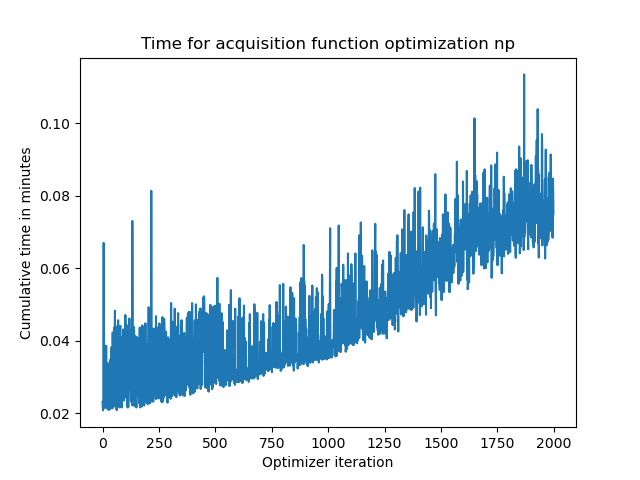 Time for acquisition function optimization np
Cumulative time in minutes
0.10
0.08
0.06
0.04
0.02
0 250 500 750 1000 1250 1500 1750 2000
Optimizer iteration